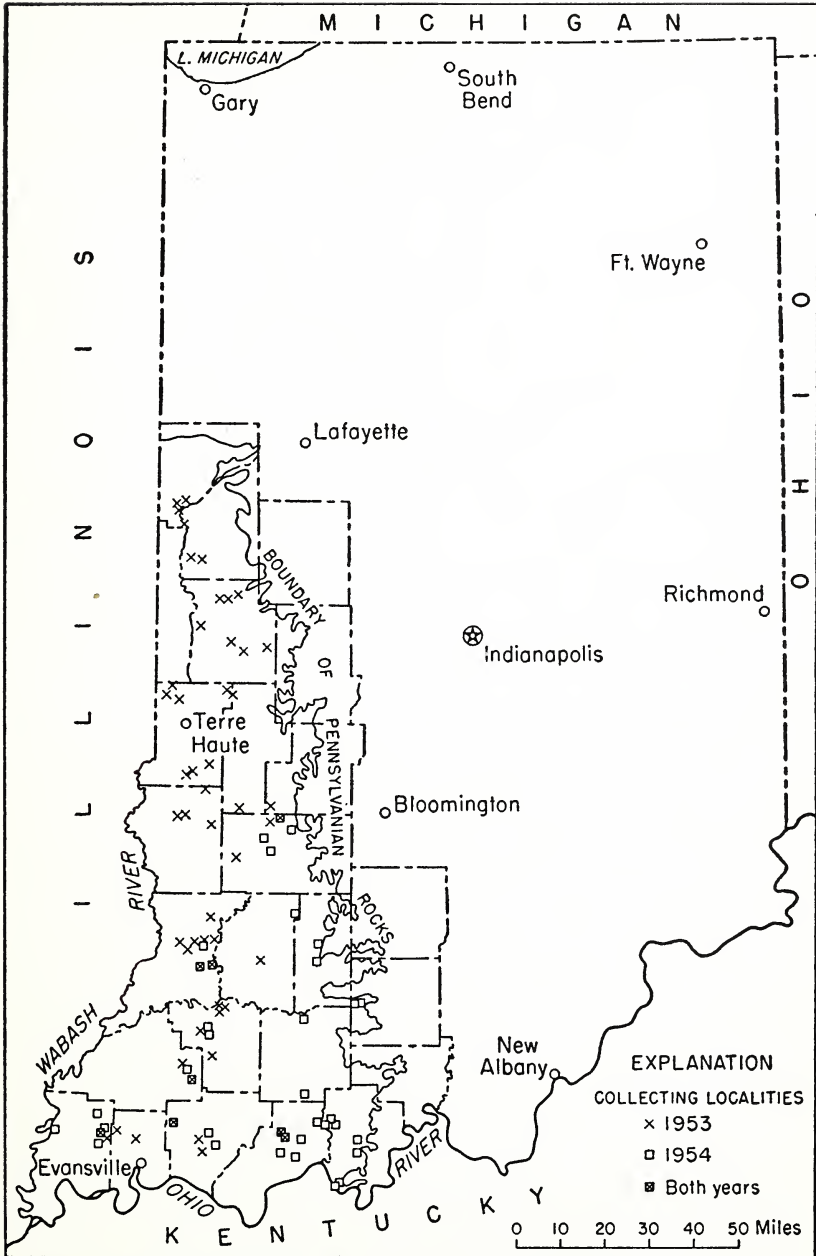 MICHIGAN
L. MICHIGAN
Gary
South
Bend
Ft. Wayne
OHIO
ILLINOIS
Lafayette
BOUNDARY
OF
PENNSYLVANIAN
ROCKS
Richmond
Indianapolis
Terre
Haute
Bloomington
WABASH
RIVER
New
Albany
Evansville
OHIO
RIVER
KENTUCKY
EXPLANATION
COLLECTING LOCALITIES
× 1953
□ 1954
⊠ Both years
0 10 20 30 40 50 Miles